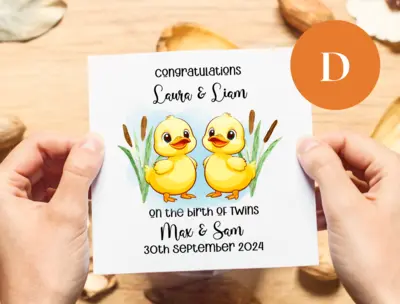 Congratulations
Laura & Liam
D
on the birth of Twins
Max & Sam
30th September 2024